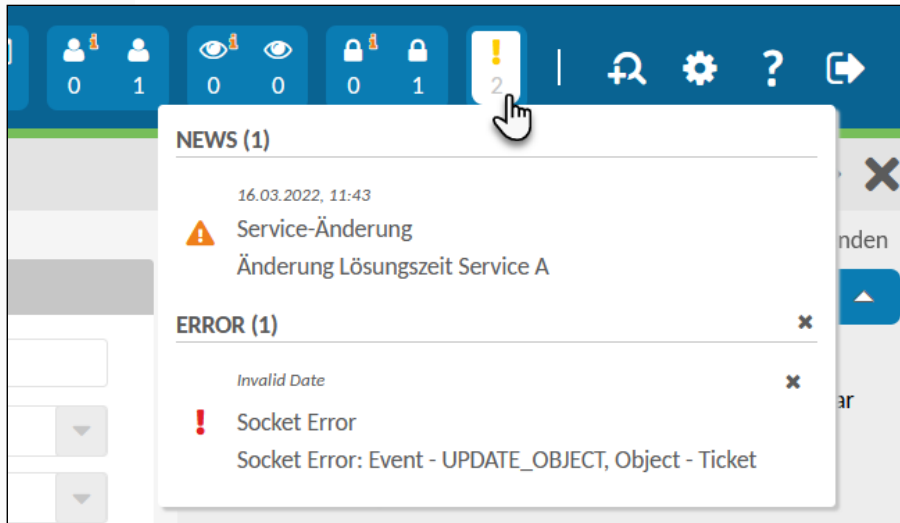 0 1 0 0 0 1 2
NEWS (1)
16.03.2022, 11:43
Service-Änderung
nden
Änderung Lösungszeit Service A
ERROR (1)
Invalid Date
ar
Socket Error
Socket Error: Event - UPDATE_OBJECT, Object - Ticket